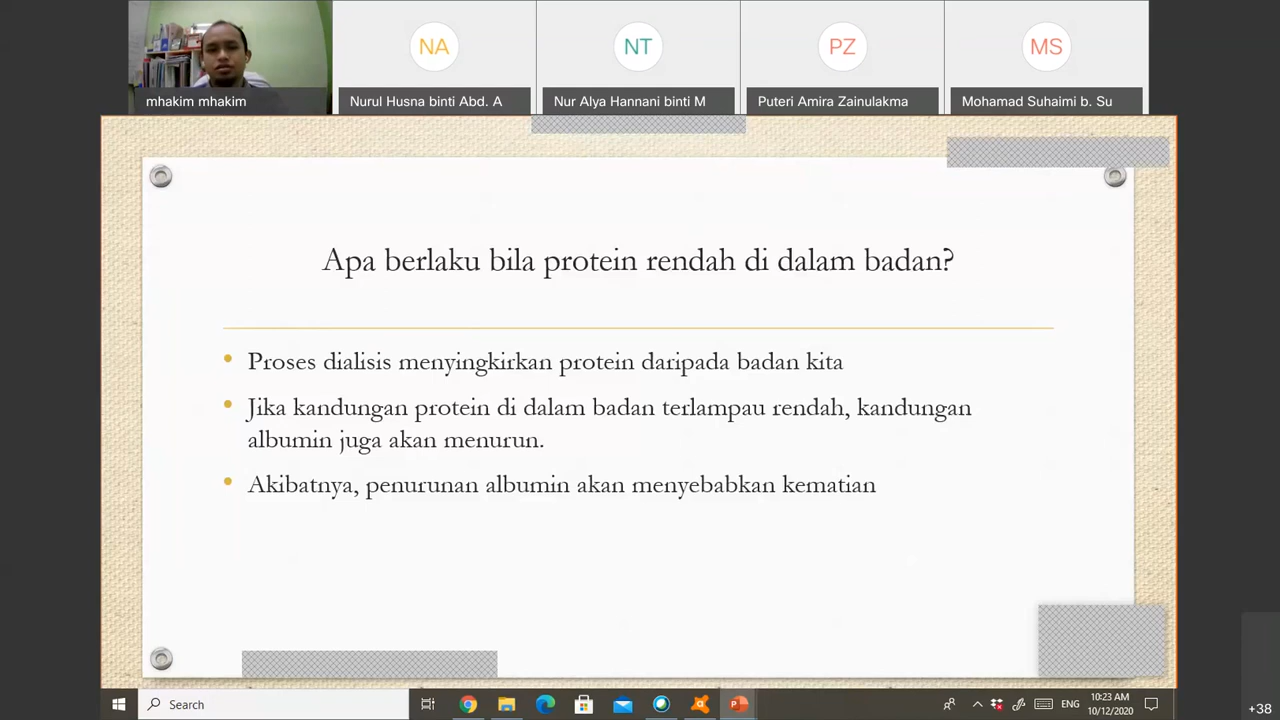 NA
NT
PZ
MS
mhakim mhakim
Nurul Husna binti Abd. A
Nur Alya Hannani binti M
Puteri Amira Zainulakma
Mohamad Suhaimi b. Su
Apa berlaku bila protein rendah di dalam badan?
• Proses dialisis menyingkirkan protein daripada badan kita
• Jika kandungan protein di dalam badan terlampau rendah, kandungan
albumin juga akan menurun.
• Akibatnya, penurunan albumin akan menyebabkan kematian
Search
ENG
10:23 AM
10/12/2020
+38